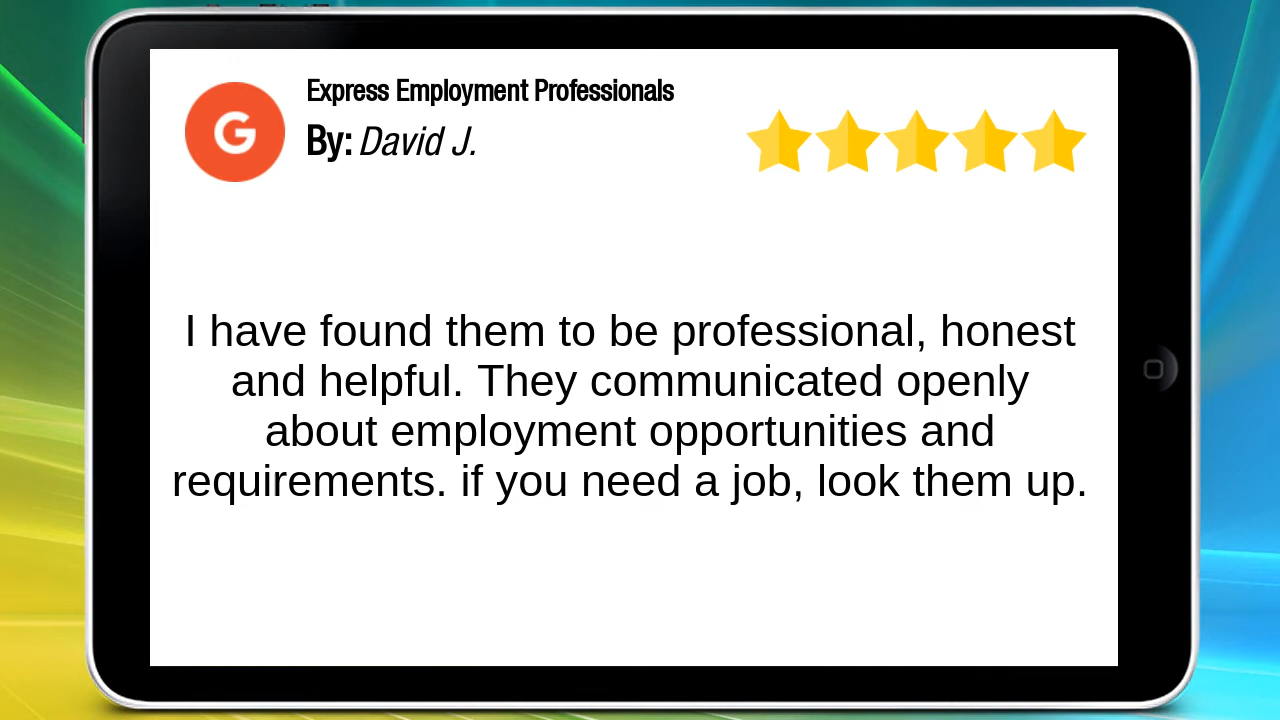 G
Express Employment Professionals
By: David J.
I have found them to be professional, honest
and helpful. They communicated openly
about employment opportunities and
requirements. if you need a job, look them up.